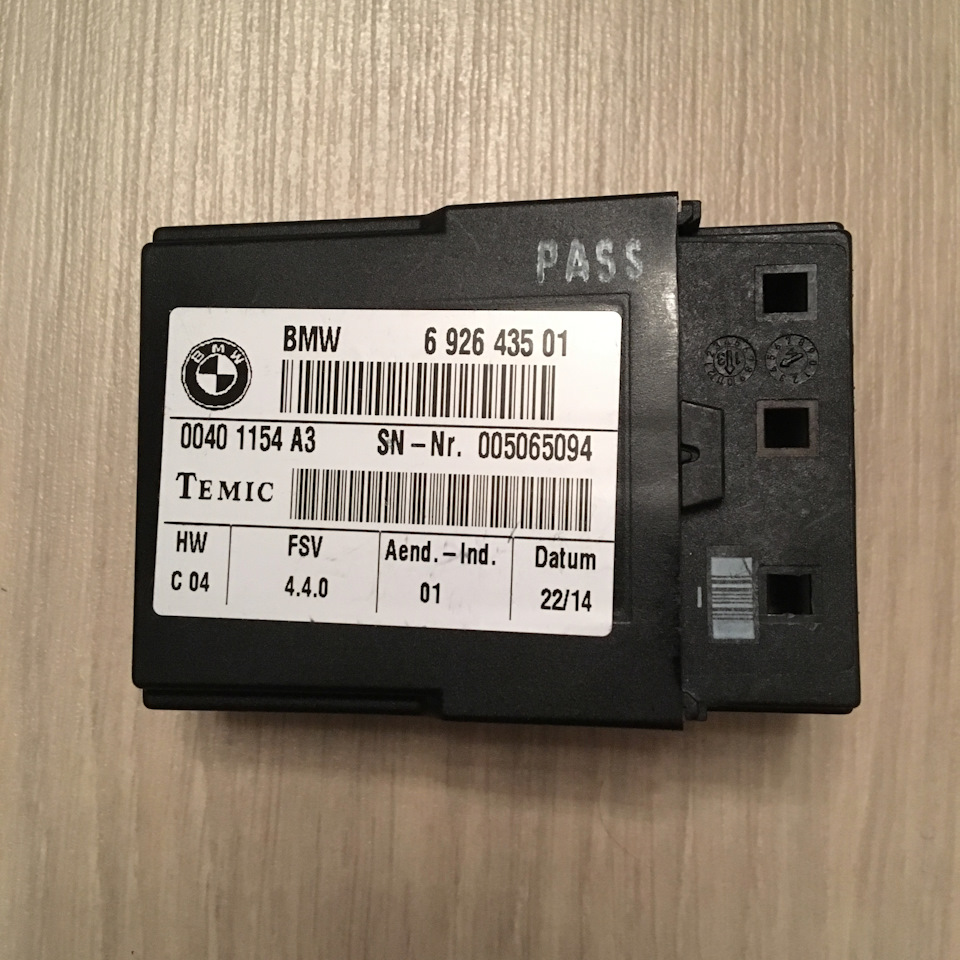 PASS
BMW 6 926 435 01
BMW
0040 1154 A3 SN-Nr. 005065094
TEMIC
HW FSV Aend.-Ind. Datum
C 04 4.4.0 01 22/14